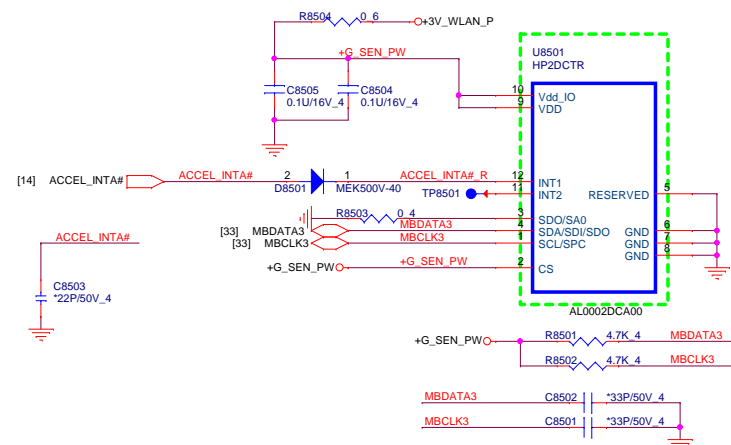 R8504 0_6 +3V_WLAN_P
+G_SEN_PW
C8505 0.1U/16V_4
C8504 0.1U/16V_4
U8501
HP2DCTR
10 Vdd_IO
9 VDD
[14] ACCEL_INTA# ACCEL_INTA# 2 D8501 1 MEK500V-40 ACCEL_INTA#_R 12 INT1
TP8501 11 INT2
RESERVED 5
R8503 0_4 3 SDO/SA0
[33] MBDATA3 MBDATA3 4 SDA/SDI/SDO GND 6
[33] MBCLK3 MBCLK3 1 SCL/SPC GND 7
GND 8
+G_SEN_PW +G_SEN_PW 2 CS
AL0002DCA00
ACCEL_INTA#
C8503
*22P/50V_4
+G_SEN_PW R8501 4.7K_4 MBDATA3
R8502 4.7K_4 MBCLK3
MBDATA3 C8502 *33P/50V_4
MBCLK3 C8501 *33P/50V_4